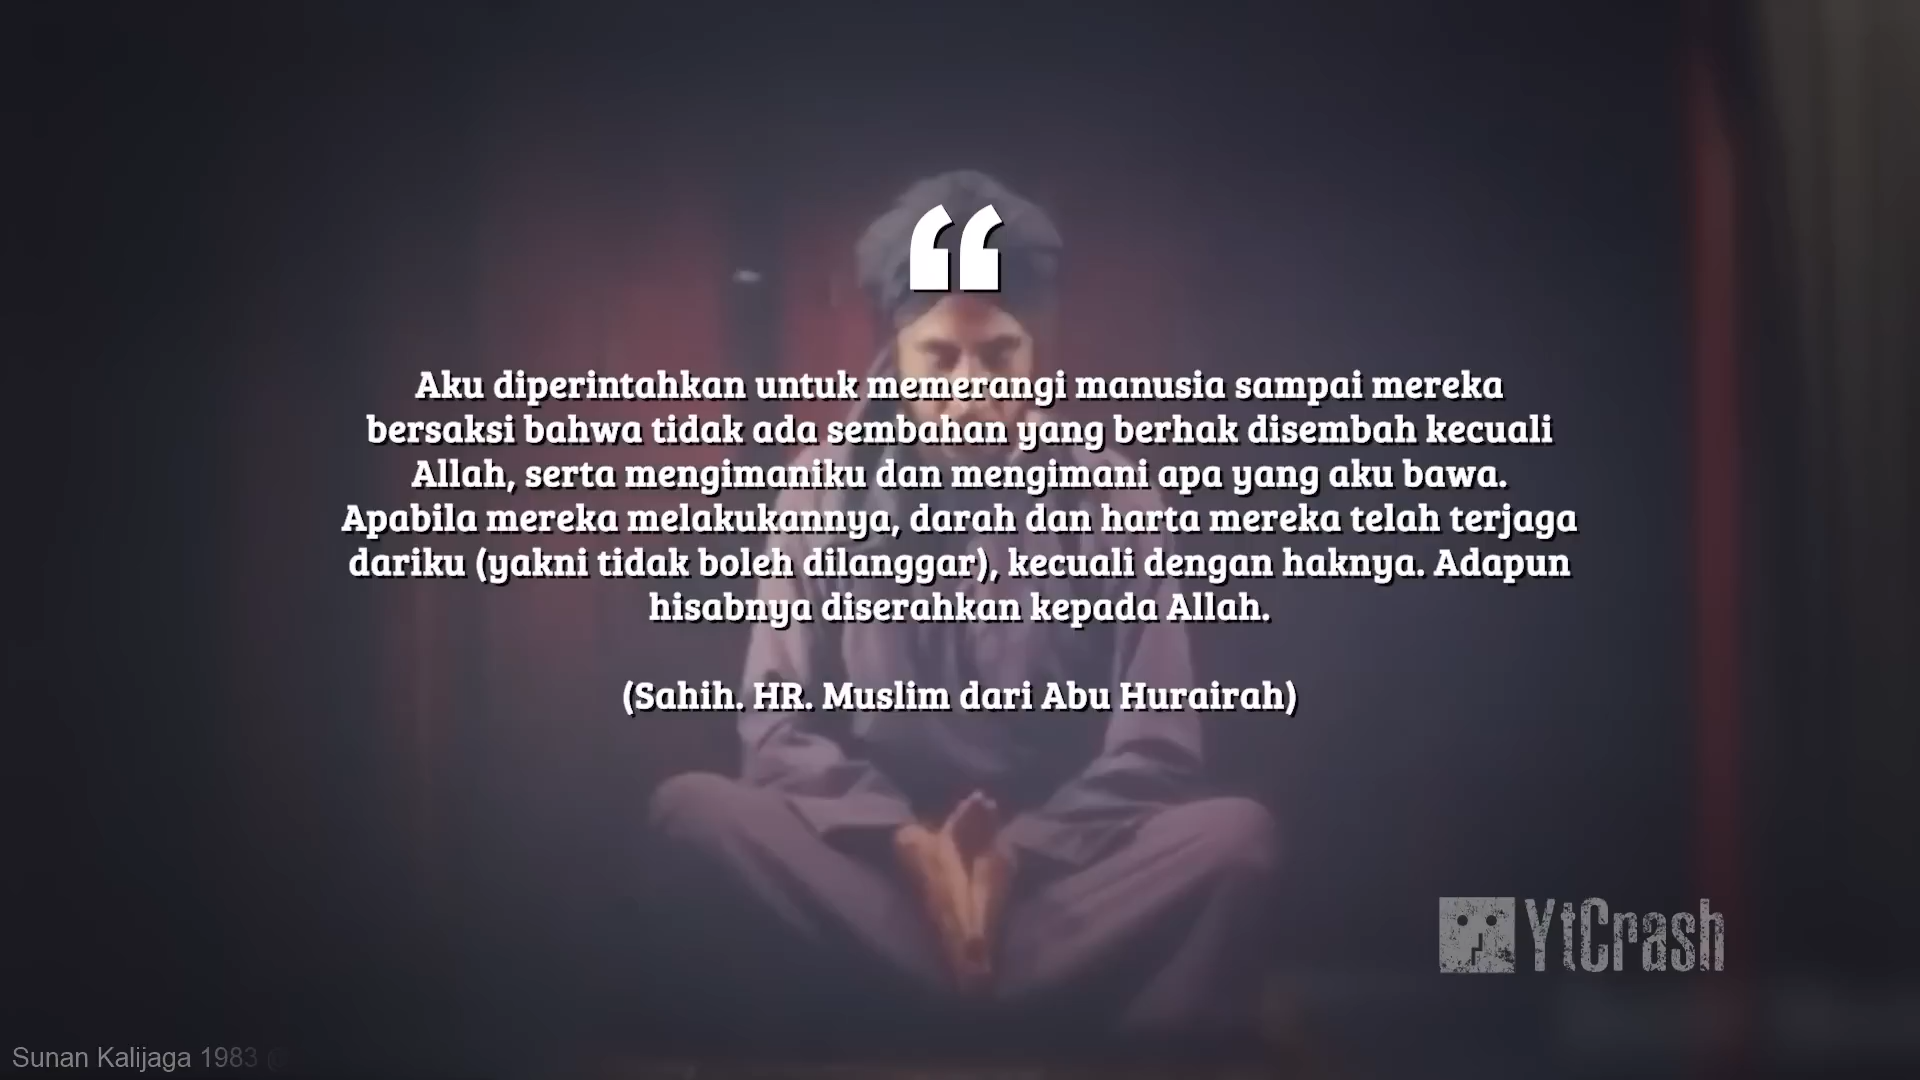 “
Aku diperintahkan untuk memerangi manusia sampai mereka
bersaksi bahwa tidak ada sembahan yang berhak disembah kecuali
Allah, serta mengimaniku dan mengimani apa yang aku bawa.
Apabila mereka melakukannya, darah dan harta mereka telah terjaga
dariku (yakni tidak boleh dilanggar), kecuali dengan haknya. Adapun
hisabnya diserahkan kepada Allah.
(Sahih. HR. Muslim dari Abu Hurairah)
YtCrash
Sunan Kalijaga 1983